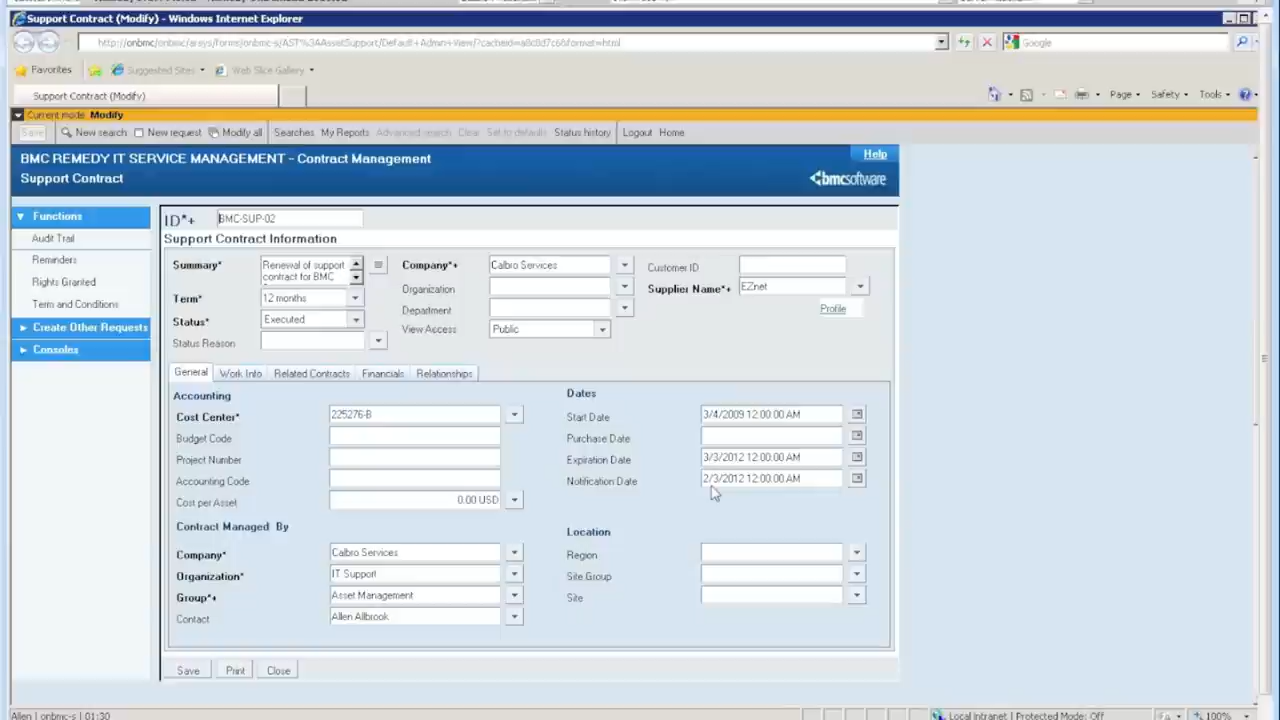 Support Contract (Modify) - Windows Internet Explorer
Google
Favorites Suggested Sites Web Slice Gallery
Support Contract (Modify) Page Safety Tools
Current mode: Modify
Save New search New request Modify all Searches My Reports Advanced search Clear Set to defaults Status history Logout Home
BMC REMEDY IT SERVICE MANAGEMENT - Contract Management Help
Support Contract bmcsoftware
Functions
Audit Trail
Reminders
Rights Granted
Term and Conditions
Create Other Requests
Consoles
ID*+ BMC-SUP-02
Support Contract Information
Summary* Renewal of support
contract for BMC
Term* 12 months
Status* Executed
Status Reason
Company*+ Calbro Services
Organization
Department
View Access Public
Customer ID
Supplier Name*+ EZnet
Profile
General Work Info Related Contracts Financials Relationships
Accounting
Cost Center* 225276-B
Budget Code
Project Number
Accounting Code
Cost per Asset 0.00 USD
Contract Managed By
Company* Calbro Services
Organization* IT Support
Group*+ Asset Management
Contact Allen Allbrook
Dates
Start Date 3/4/2009 12:00:00 AM
Purchase Date
Expiration Date 3/3/2012 12:00:00 AM
Notification Date 2/3/2012 12:00:00 AM
Location
Region
Site Group
Site
Save Print Close
Allen | onbmc-s | 01:30 Local intranet | Protected Mode: Off 100%